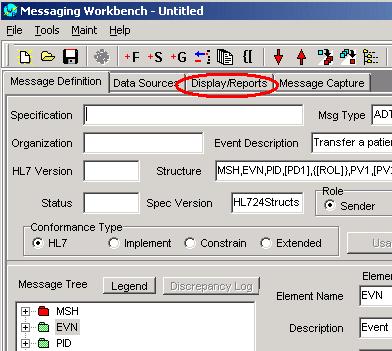 Messaging Workbench - Untitled
File Tools Maint Help
+F +S +G {[
Message Definition Data Sources Display/Reports Message Capture
Specification Msg Type ADT
Organization Event Description Transfer a patie
HL7 Version Structure MSH,EVN,PID,[PD1],{[ROL]},PV1,[PV
Role
Status Spec Version HL724Structs Sender
Conformance Type
HL7 Implement Constrain Extended Usa
Elemen
Message Tree Legend Discrepancy Log
Element Name EVN
MSH
EVN
Description Event
PID